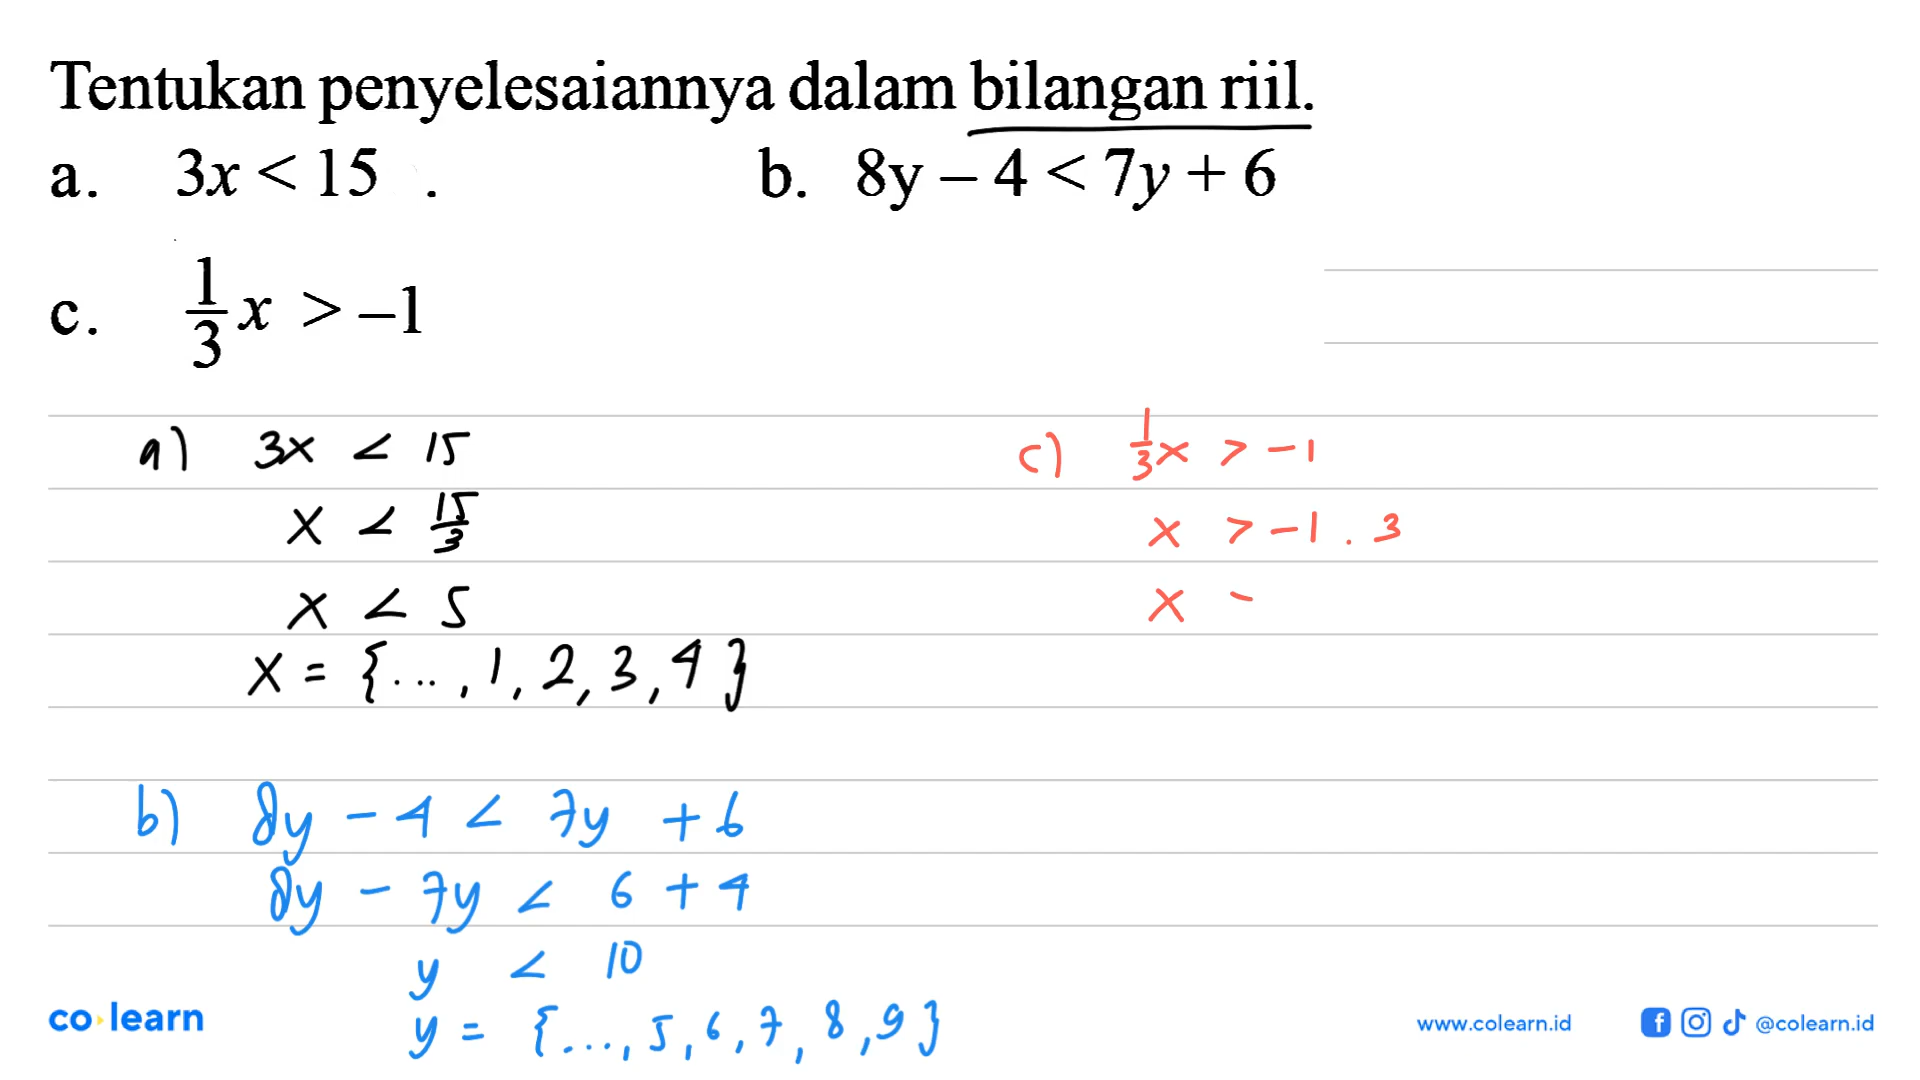 Tentukan penyelesaiannya dalam bilangan riil.
a. 3x < 15 . b. 8y – 4 < 7y + 6
c. 1/3 x > –1
a) 3x < 15
x < 15/3
x < 5
x = {..., 1, 2, 3, 4}
b) 8y - 4 < 7y + 6
8y - 7y < 6 + 4
y < 10
y = {..., 5, 6, 7, 8, 9}
c) 1/3 x > -1
x > -1 . 3
x -
co learn
www.colearn.id @colearn.id